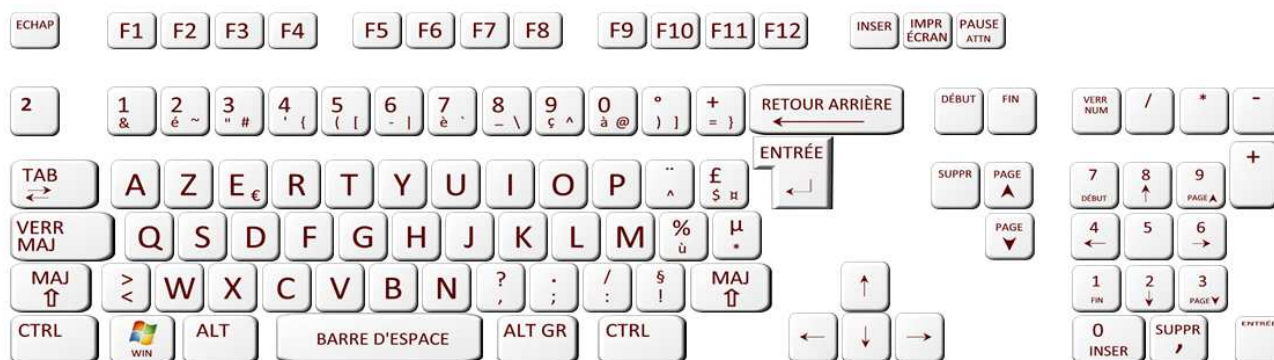 ECHAP F1 F2 F3 F4 F5 F6 F7 F8 F9 F10 F11 F12 INSER IMPR ÉCRAN PAUSE ATTN
2 1 & 2 é ~ 3 " # 4 ' { 5 ( [ 6 - | 7 è ` 8 _ \ 9 ç ^ 0 à @ ° ) ] + = } RETOUR ARRIÈRE DÉBUT FIN VERR NUM / * -
TAB A Z E € R T Y U I O P ¨ ^ £ $ ¤ ENTRÉE SUPPR PAGE 7 DÉBUT 8 ↑ 9 PAGE +
VERR MAJ Q S D F G H J K L M % ù µ * PAGE 4 ← 5 6 →
MAJ ⇧ > < W X C V B N ? , . ; / : § ! MAJ ⇧ ↑ 1 FIN 2 ↓ 3 PAGE
CTRL WIN ALT BARRE D'ESPACE ALT GR CTRL ← ↓ → 0 INSER SUPPR , ENTRÉE